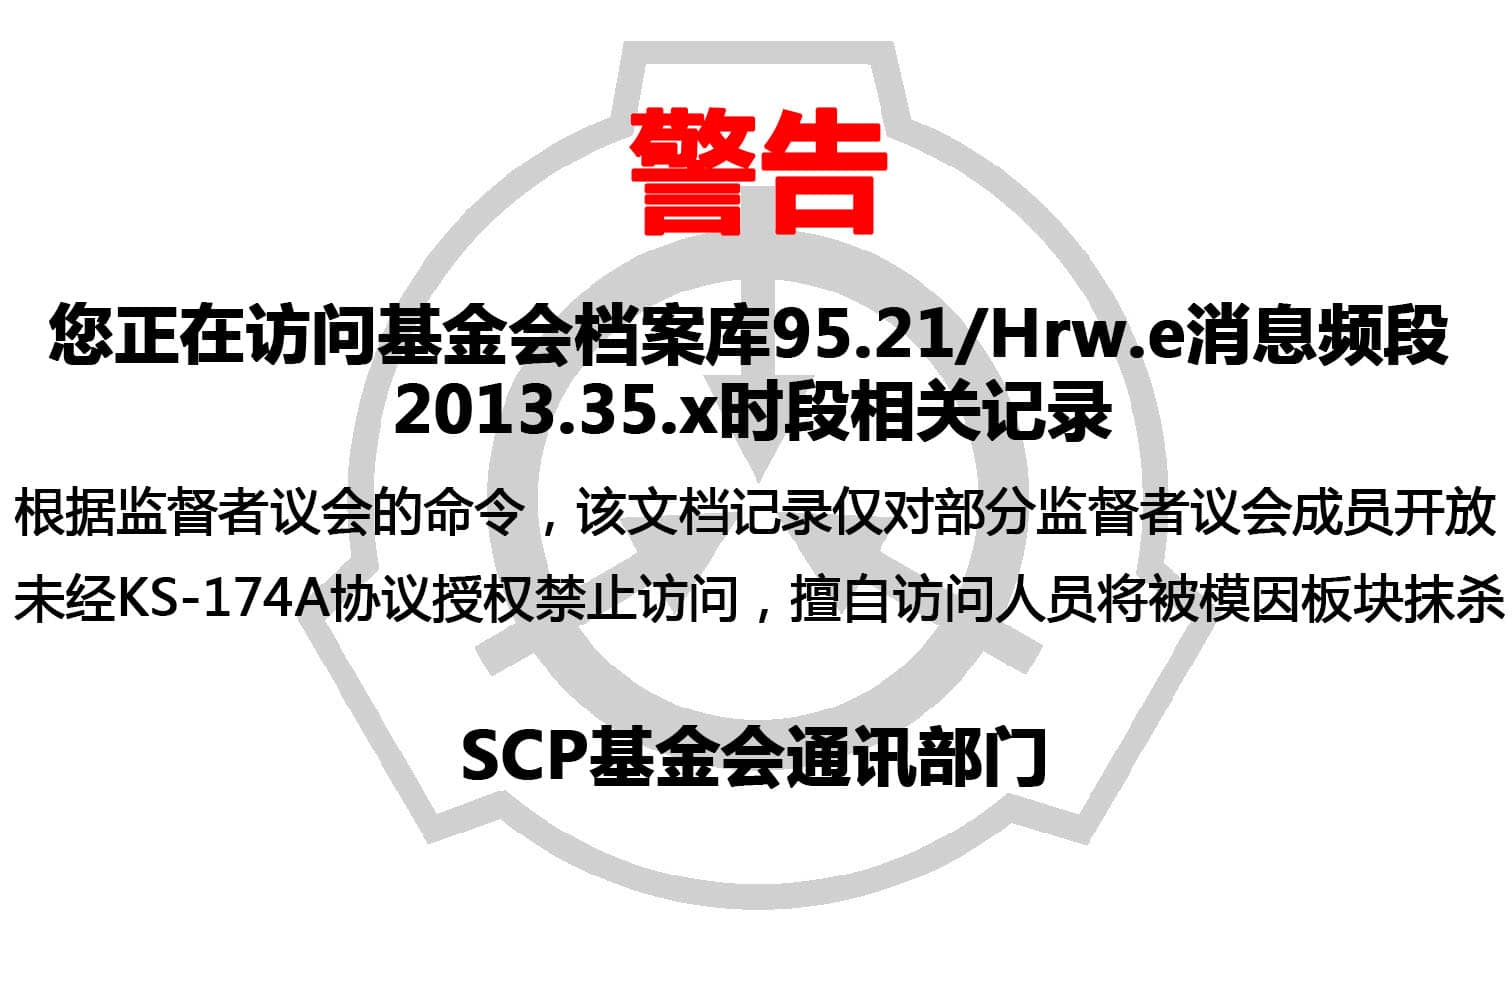 警告
您正在访问基金会档案库95.21/Hrw.e消息频段
2013.35.x时段相关记录
根据监督者议会的命令，该文档记录仅对部分监督者议会成员开放
未经KS-174A协议授权禁止访问，擅自访问人员将被模因板块抹杀
SCP基金会通讯部门